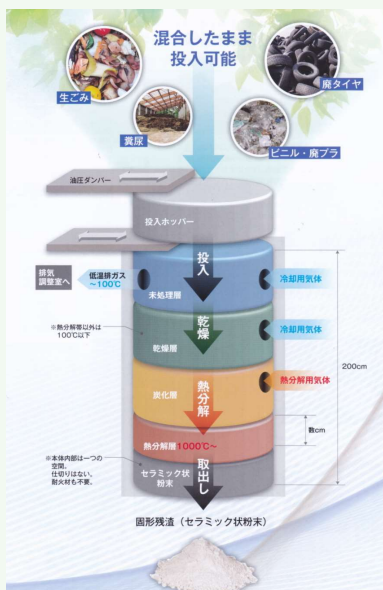 混合したまま
投入可能
生ごみ
廃タイヤ
糞尿
ビニル・廃プラ
油圧ダンパー
投入ホッパー
投入
排気
調整室へ
低温排ガス
～100℃
未処理層
冷却用気体
乾燥
※熱分解帯以外は
100℃以下
乾燥層
冷却用気体
200cm
熱分解
熱分解用気体
炭化層
数cm
熱分解層1000℃～
※本体内部は一つの
空間。
仕切りはない。
耐火材も不要。
セラミック状
粉末
取出し
固形残渣（セラミック状粉末）